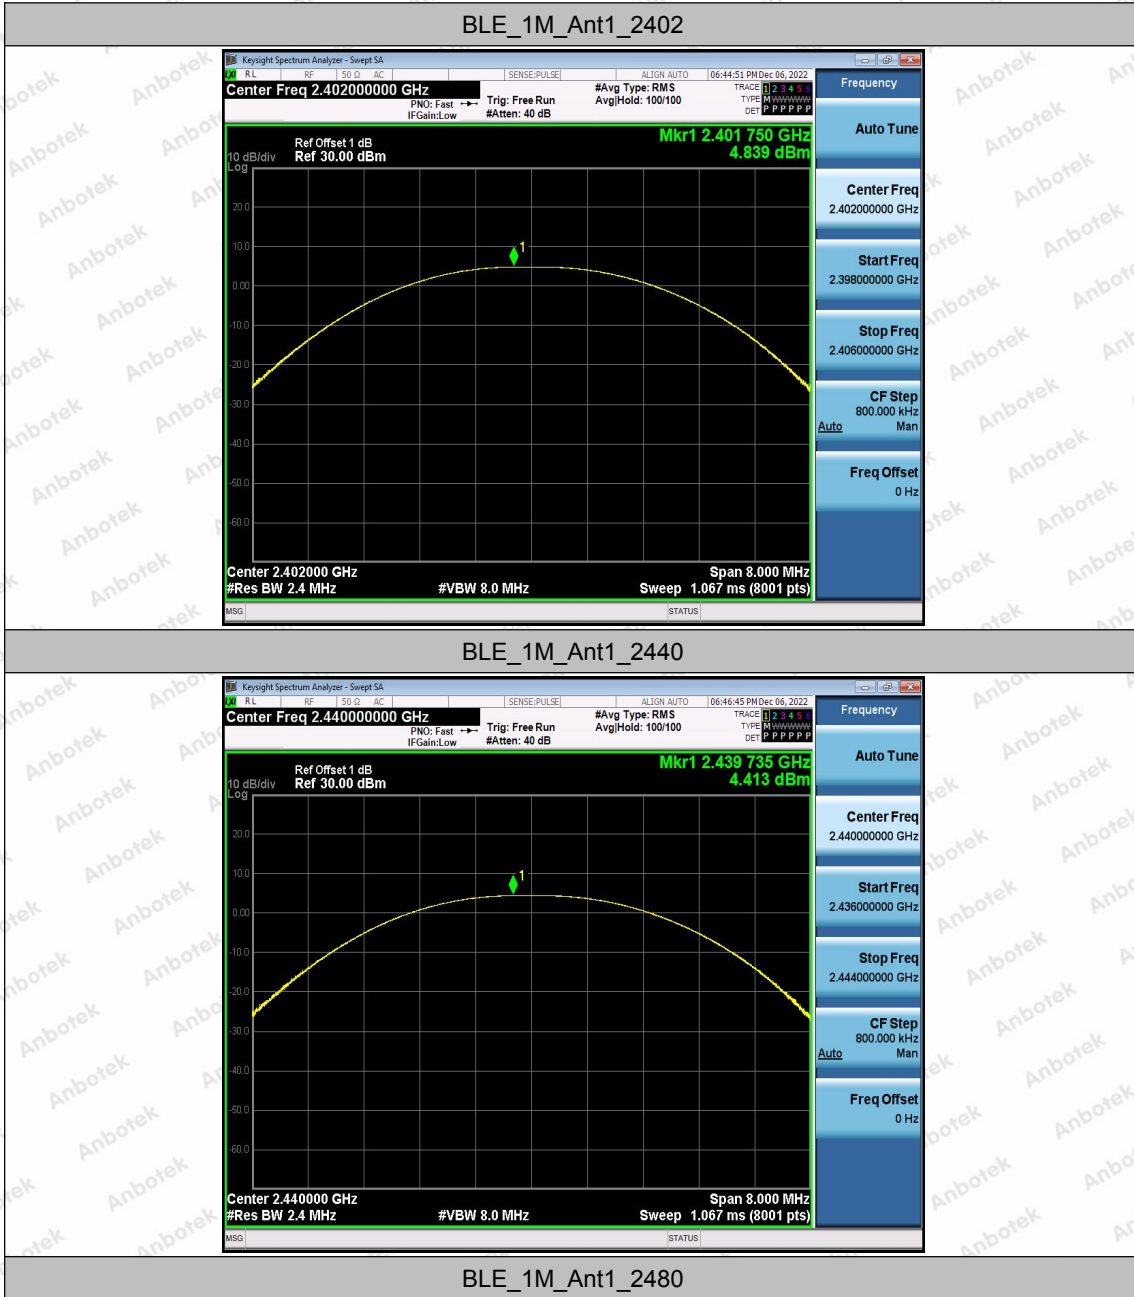 BLE_1M_Ant1_2402
Keysight Spectrum Analyzer - Swept SA
LXI RL RF 50 Ω AC SENSE:PULSE ALIGN AUTO 06:44:51 PM Dec 06, 2022
Center Freq 2.402000000 GHz
PNO: Fast
IFGain:Low
Trig: Free Run
#Atten: 40 dB
#Avg Type: RMS
Avg|Hold: 100/100
TRACE 1 2 3 4 5 6
TYPE M WWWWW
DET P P P P P P
Mkr1 2.401 750 GHz
4.839 dBm
Ref Offset 1 dB
10 dB/div Ref 30.00 dBm
Log
20.0
10.0
1
0.00
-10.0
-20.0
-30.0
-40.0
-50.0
-60.0
Center 2.402000 GHz Span 8.000 MHz
#Res BW 2.4 MHz #VBW 8.0 MHz Sweep 1.067 ms (8001 pts)
MSG STATUS
Frequency
Auto Tune
Center Freq
2.402000000 GHz
Start Freq
2.398000000 GHz
Stop Freq
2.406000000 GHz
CF Step
800.000 kHz
Auto Man
Freq Offset
0 Hz
BLE_1M_Ant1_2440
Keysight Spectrum Analyzer - Swept SA
LXI RL RF 50 Ω AC SENSE:PULSE ALIGN AUTO 06:46:45 PM Dec 06, 2022
Center Freq 2.440000000 GHz
PNO: Fast
IFGain:Low
Trig: Free Run
#Atten: 40 dB
#Avg Type: RMS
Avg|Hold: 100/100
TRACE 1 2 3 4 5 6
TYPE M WWWWW
DET P P P P P P
Mkr1 2.439 735 GHz
4.413 dBm
Ref Offset 1 dB
10 dB/div Ref 30.00 dBm
Log
20.0
10.0
1
0.00
-10.0
-20.0
-30.0
-40.0
-50.0
-60.0
Center 2.440000 GHz Span 8.000 MHz
#Res BW 2.4 MHz #VBW 8.0 MHz Sweep 1.067 ms (8001 pts)
MSG STATUS
Frequency
Auto Tune
Center Freq
2.440000000 GHz
Start Freq
2.436000000 GHz
Stop Freq
2.444000000 GHz
CF Step
800.000 kHz
Auto Man
Freq Offset
0 Hz
BLE_1M_Ant1_2480
Anbotek